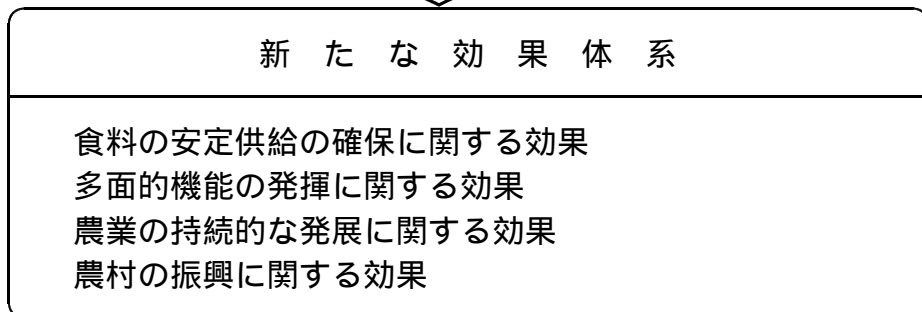 新たな効果体系
食料の安定供給の確保に関する効果
多面的機能の発揮に関する効果
農業の持続的な発展に関する効果
農村の振興に関する効果